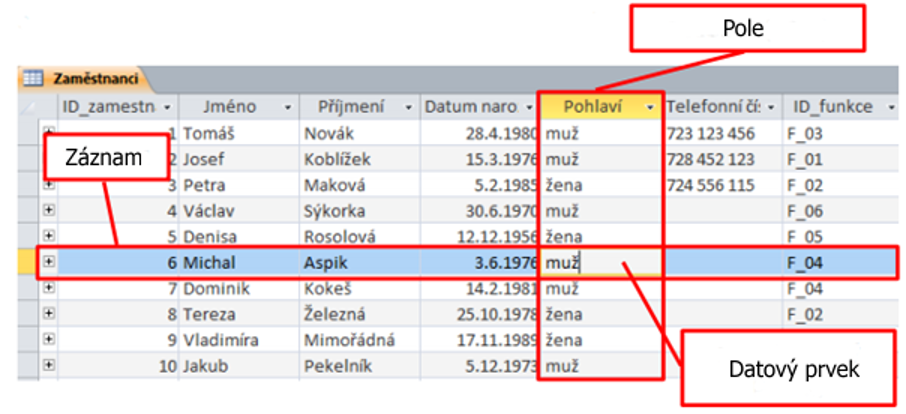 Pole
Zaměstnanci
ID_zamestn Jméno Příjmení Datum naro Pohlaví Telefonní čí: ID_funkce
1 Tomáš Novák 28.4.1980 muž 723 123 456 F_03
Záznam
2 Josef Koblížek 15.3.1976 muž 728 452 123 F_01
3 Petra Maková 5.2.1985 žena 724 556 115 F_02
4 Václav Sýkorka 30.6.1970 muž F_06
5 Denisa Rosolová 12.12.1956 žena F_05
6 Michal Aspik 3.6.1976 muž F_04
7 Dominik Kokeš 14.2.1981 muž F_04
8 Tereza Železná 25.10.1978 žena F_02
9 Vladimíra Mimořádná 17.11.1989 žena
10 Jakub Pekelník 5.12.1973 muž
Datový prvek